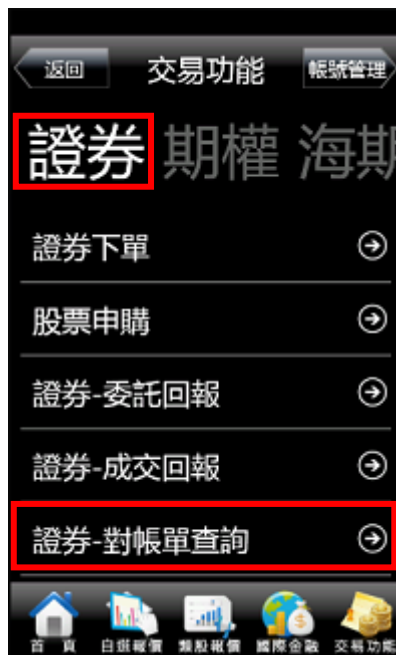 返回 交易功能 帳號管理
證券 期權 海期
證券下單
股票申購
證券-委託回報
證券-成交回報
證券-對帳單查詢
首頁 自選報價 類股報價 國際金融 交易功能